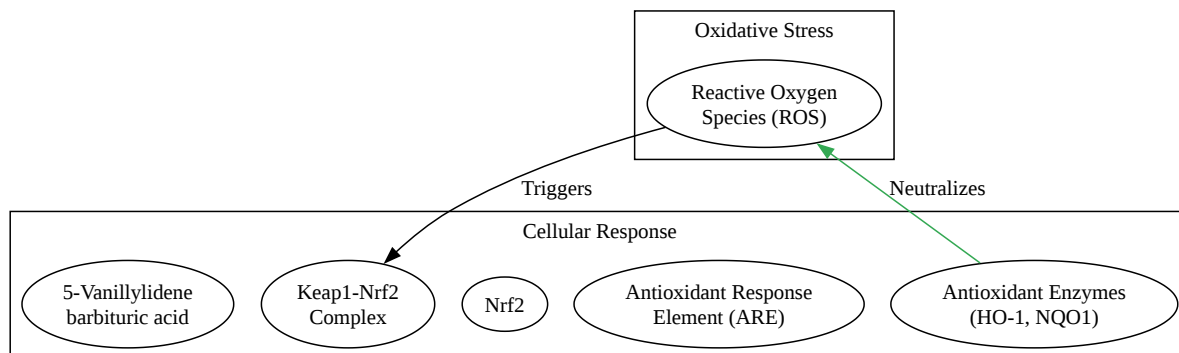 Oxidative Stress
Reactive Oxygen
Species (ROS)
Triggers
Neutralizes
Cellular Response
5-Vanillylidene
barbituric acid
Keap1-Nrf2
Complex
Nrf2
Antioxidant Response
Element (ARE)
Antioxidant Enzymes
(HO-1, NQO1)